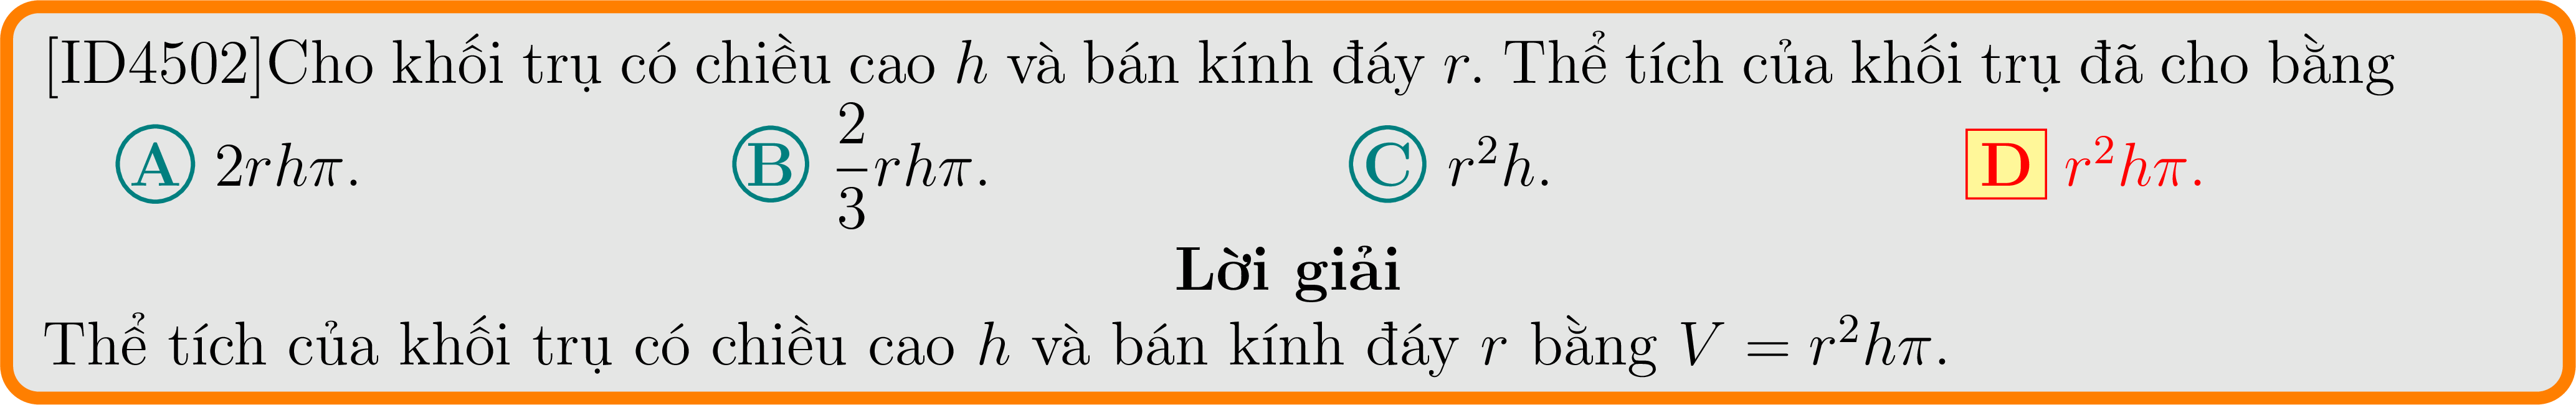 [ID4502]Cho khối trụ có chiều cao h và bán kính đáy r. Thể tích của khối trụ đã cho bằng
A 2rhπ. B \frac{2}{3}rhπ. C r²h. D r²hπ.
Lời giải
Thể tích của khối trụ có chiều cao h và bán kính đáy r bằng V = r²hπ.